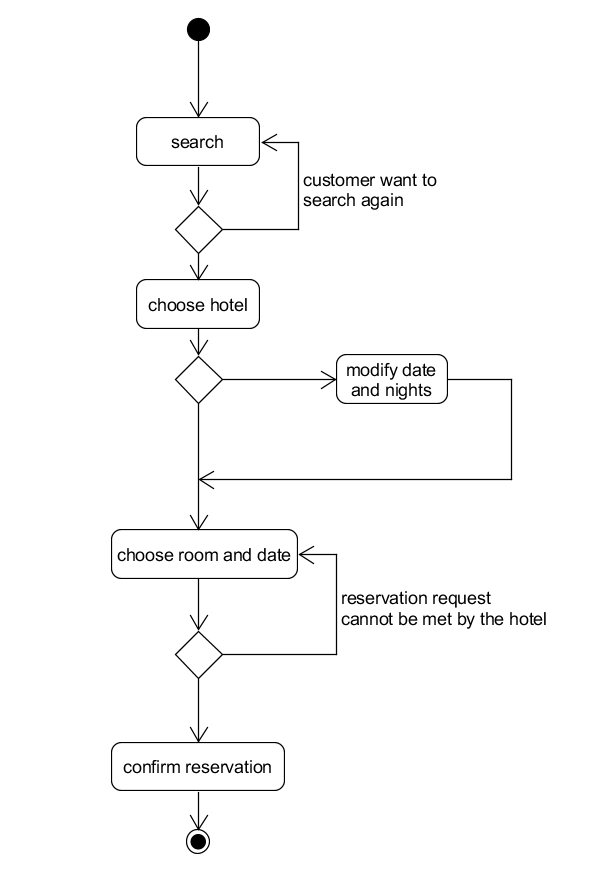 search
customer want to
search again
choose hotel
modify date
and nights
choose room and date
reservation request
cannot be met by the hotel
confirm reservation